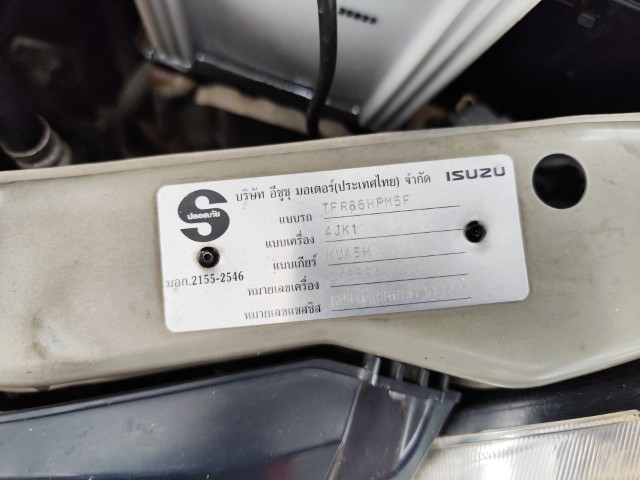 บริษัท อีซูซุ มอเตอร์(ประเทศไทย) จำกัด ISUZU
S
ปลอดภัย
มอก.2155-2546
แบบรถ TFR86HPM5F
แบบเครื่อง 4JK1
แบบเกียร์ MUA5H
หมายเลขเครื่อง
หมายเลขแชสซิส